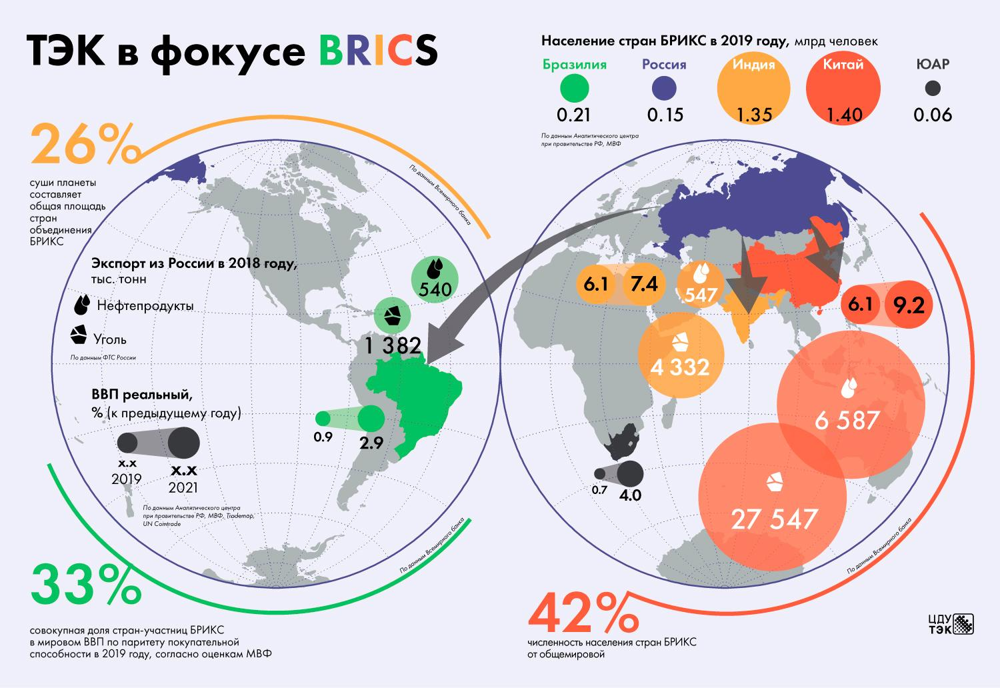 ТЭК в фокусе BRICS
Население стран БРИКС в 2019 году, млрд человек
Бразилия
Россия
Индия
Китай
ЮАР
0.21
0.15
1.35
1.40
0.06
По данным Аналитического центра
при правительстве РФ, МВФ
26%
суши планеты
составляет
общая площадь
стран
объединения
БРИКС
По данным Всемирного банка
Экспорт из России в 2018 году,
тыс. тонн
Нефтепродукты
Уголь
По данным ФТС России
540
1 382
6.1
7.4
547
4 332
6.1
9.2
6 587
27 547
ВВП реальный,
% (к предыдущему году)
x.x
2019
x.x
2021
0.9
2.9
0.7
4.0
По данным Аналитического центра
при правительстве РФ, МВФ, Trademap,
UN Comtrade
По данным Всемирного банка
По данным Всемирного банка
33%
совокупная доля стран-участниц БРИКС
в мировом ВВП по паритету покупательной
способности в 2019 году, согласно оценкам МВФ
42%
численность населения стран БРИКС
от общемировой
ЦДУ
ТЭК